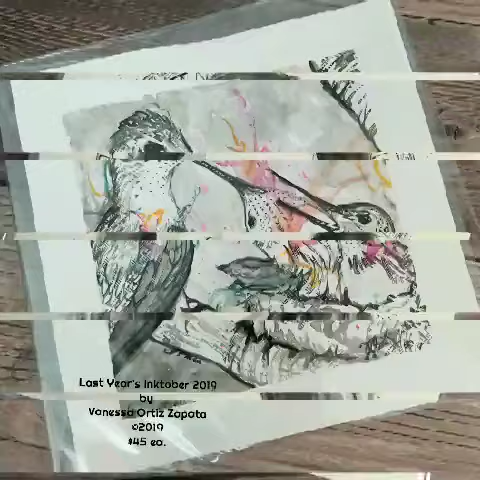 Last Year's Inktober 2019
by
Vanessa Ortiz Zapata
©2019
$45 ea.